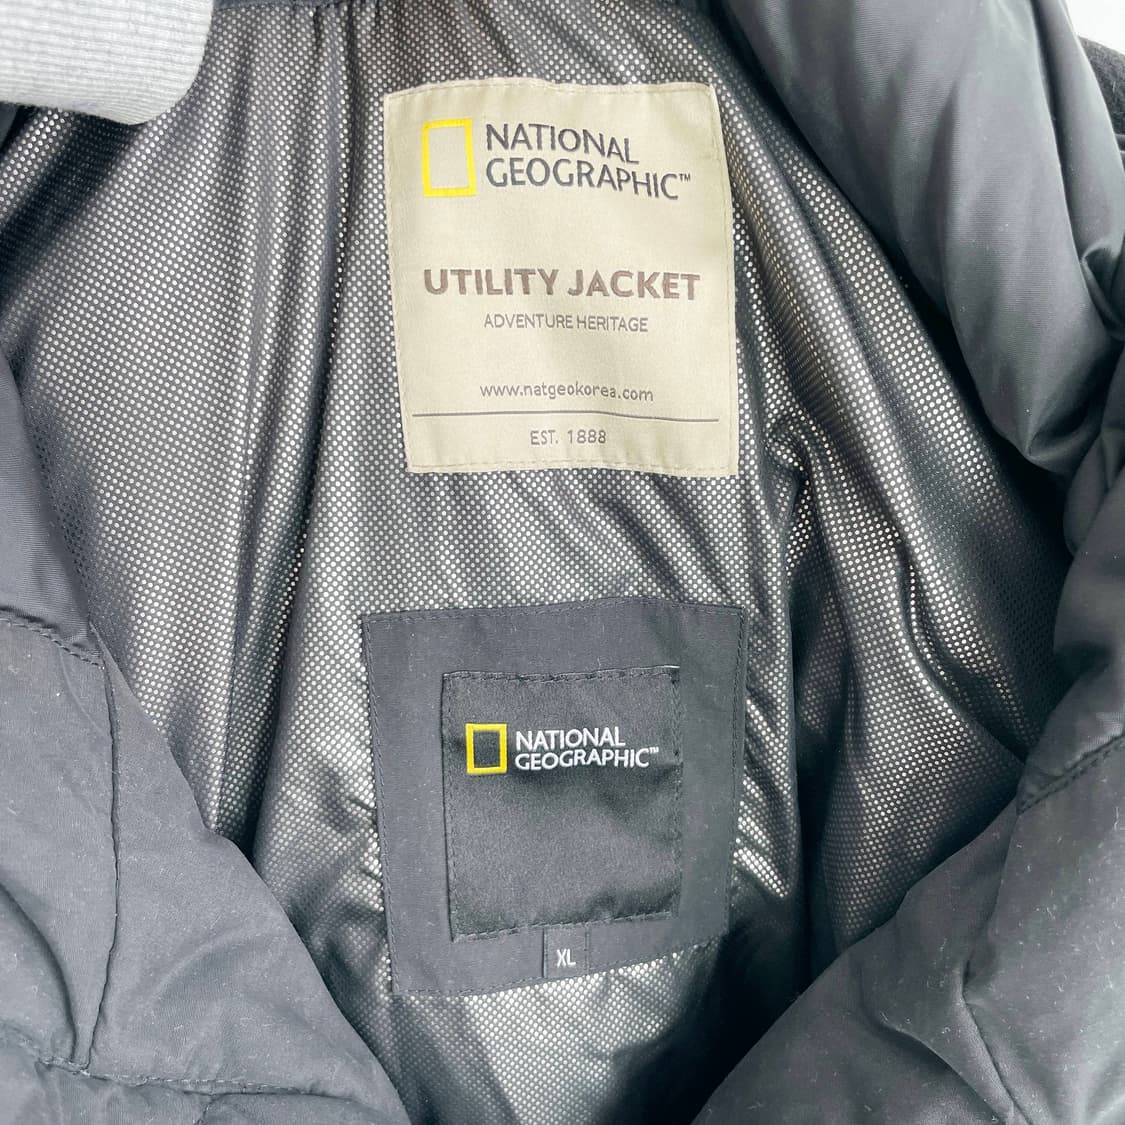 NATIONAL
GEOGRAPHIC™
UTILITY JACKET
ADVENTURE HERITAGE
www.natgeokorea.com
EST. 1888
NATIONAL
GEOGRAPHIC™
XL